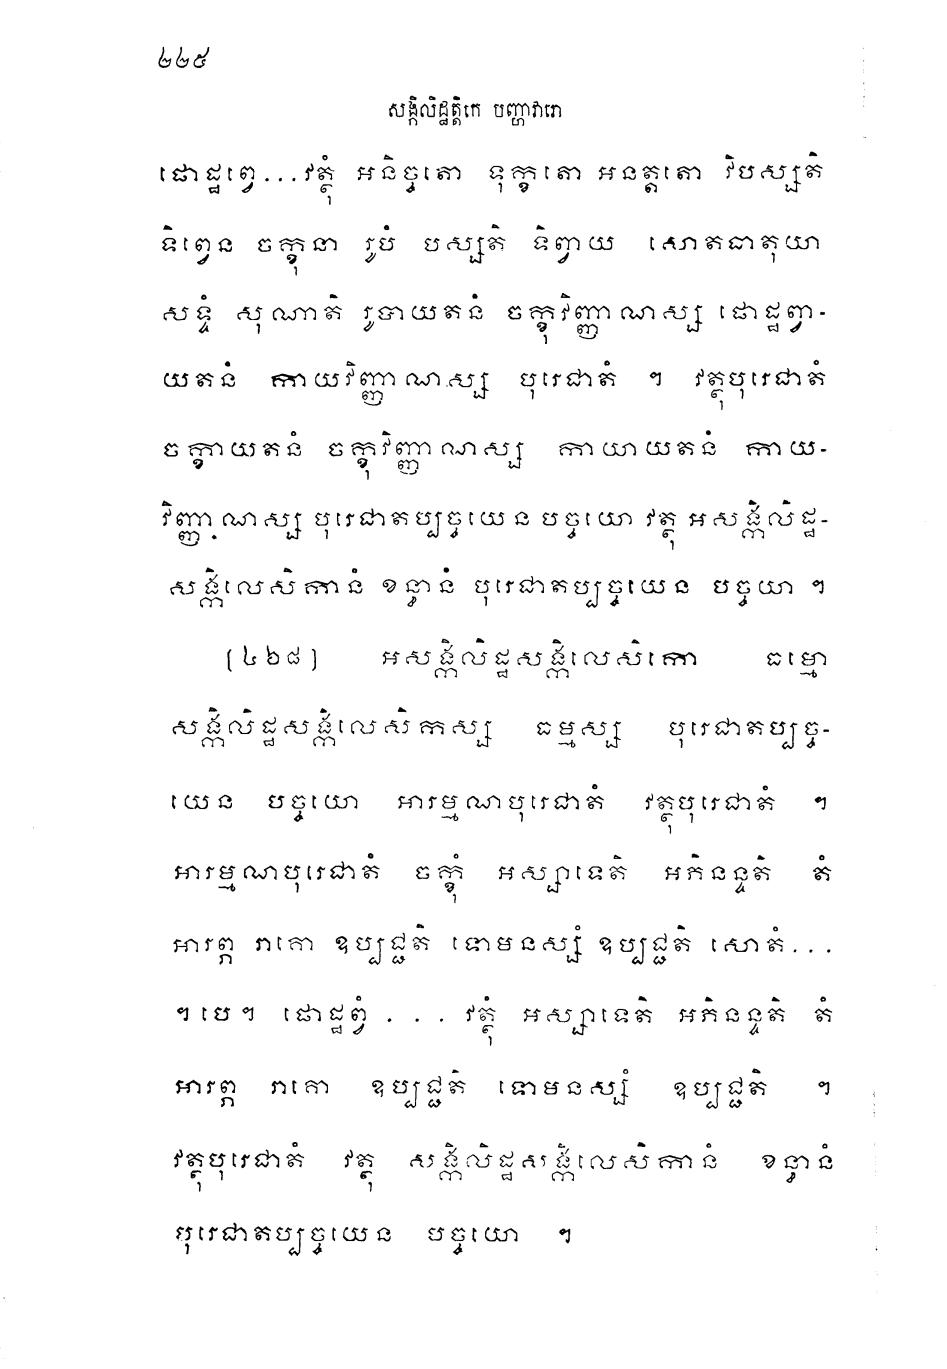 ២២៥
សង្កិលិដ្ឋត្តិកេ បញ្ហាវារោ
ផោដ្ឋព្វេ...វត្ថុំ អនិច្ចតោ ទុក្ខតោ អនត្តតោ វិបស្សតិ
ទិព្វេន ចក្ខុនា រូបំ បស្សតិ ទិព្វាយ សោតធាតុយា
សទ្ទំ សុណាតិ រូបាយតនំ ចក្ខុវិញ្ញាណស្ស ផោដ្ឋព្វា-
យតនំ កាយវិញ្ញាណស្ស បុរេជាតំ ។ វត្ថុបុរេជាតំ
ចក្ខាយតនំ ចក្ខុវិញ្ញាណស្ស កាយាយតនំ កាយ-
វិញ្ញាណស្ស បុរេជាតប្បច្ចយេន បច្ចយោ វត្ថុ អសង្កិលិដ្ឋ-
សង្កិលេសិកានំ ខន្ធានំ បុរេជាតប្បច្ចយេន បច្ចយោ ។
[៤៦៨] អសង្កិលិដ្ឋសង្កិលេសិកោ ធម្មោ
សង្កិលិដ្ឋសង្កិលេសិកស្ស ធម្មស្ស បុរេជាតប្បច្ច-
យេន បច្ចយោ អារម្មណបុរេជាតំ វត្ថុបុរេជាតំ ។
អារម្មណបុរេជាតំ ចក្ខុំ អស្សាទេតិ អភិនន្ទតិ តំ
អារព្ភ រាគោ ឧប្បជ្ជតិ ទោមនស្សំ ឧប្បជ្ជតិ សោតំ...
។បេ។ ផោដ្ឋព្វំ ... វត្ថុំ អស្សាទេតិ អភិនន្ទតិ តំ
អារព្ភ រាគោ ឧប្បជ្ជតិ ទោមនស្សំ ឧប្បជ្ជតិ ។
វត្ថុបុរេជាតំ វត្ថុ សង្កិលិដ្ឋសង្កិលេសិកានំ ខន្ធានំ
បុរេជាតប្បច្ចយេន បច្ចយោ ។